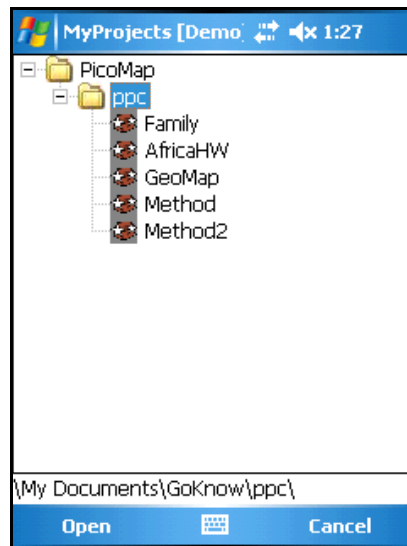 MyProjects [Demo] 1:27
PicoMap
ppc
Family
AfricaHW
GeoMap
Method
Method2
\My Documents\GoKnow\ppc\
Open Cancel